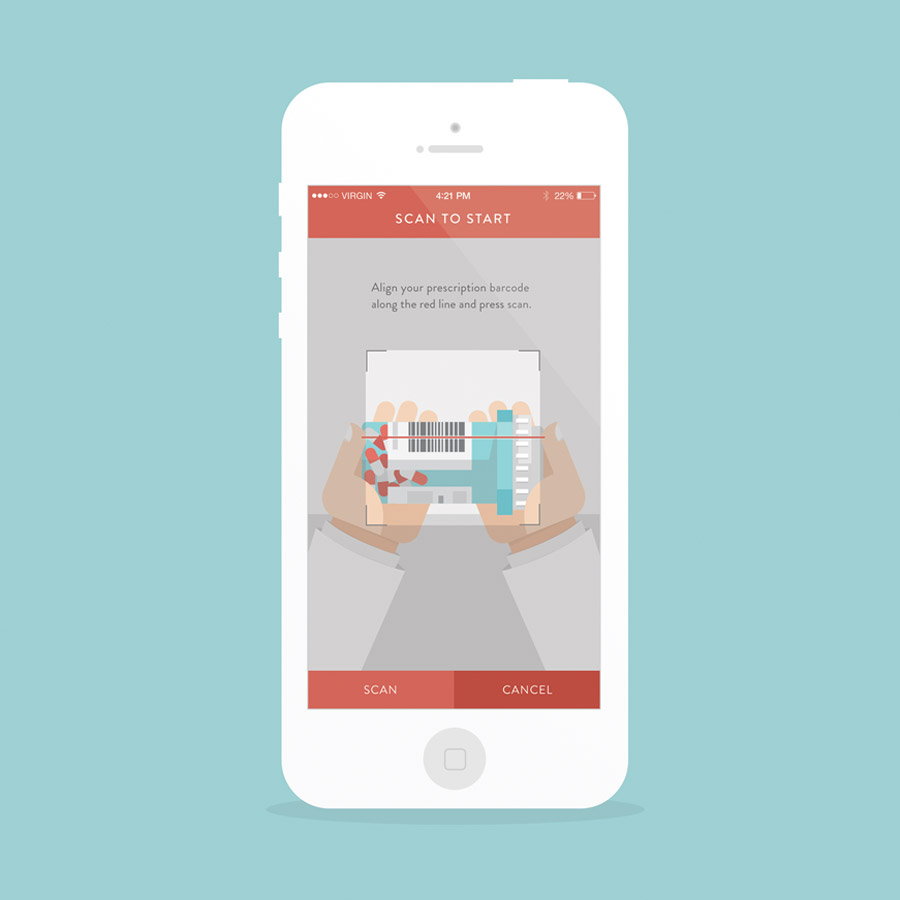 VIRGIN 4:21 PM 22%
SCAN TO START
Align your prescription barcode
along the red line and press scan.
SCAN CANCEL